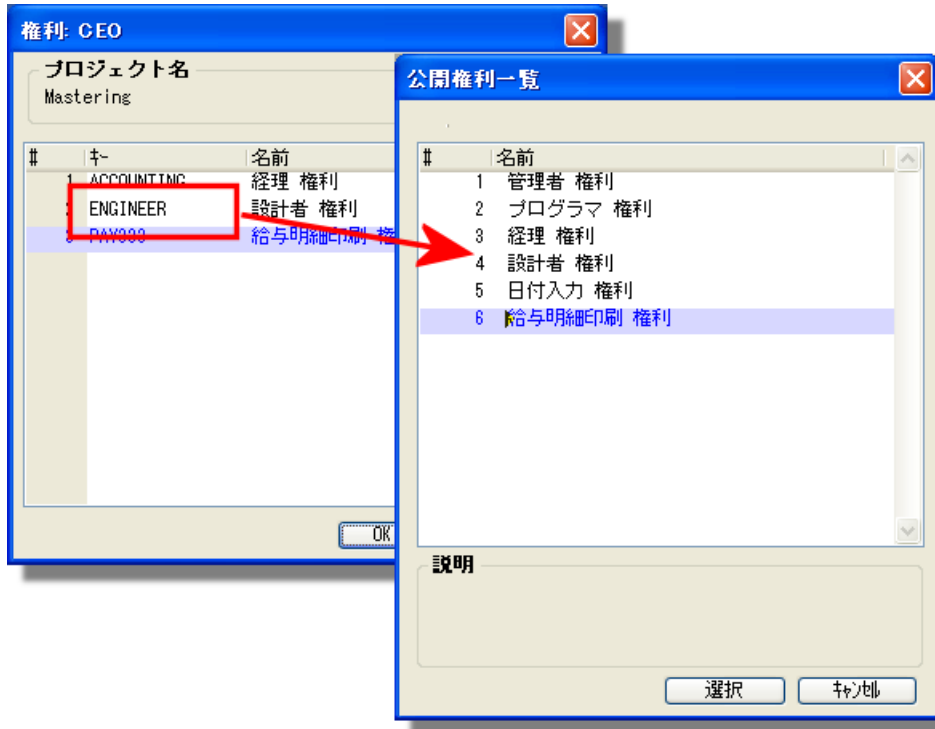 権利: CEO
プロジェクト名
Mastering
# キー 名前
1 ACCOUNTING 経理 権利
2 ENGINEER 設計者 権利
3 給与明細印刷 権
OK
公開権利一覧
# 名前
1 管理者 権利
2 プログラマ 権利
3 経理 権利
4 設計者 権利
5 日付入力 権利
6 給与明細印刷 権利
説明
選択 キャンセル